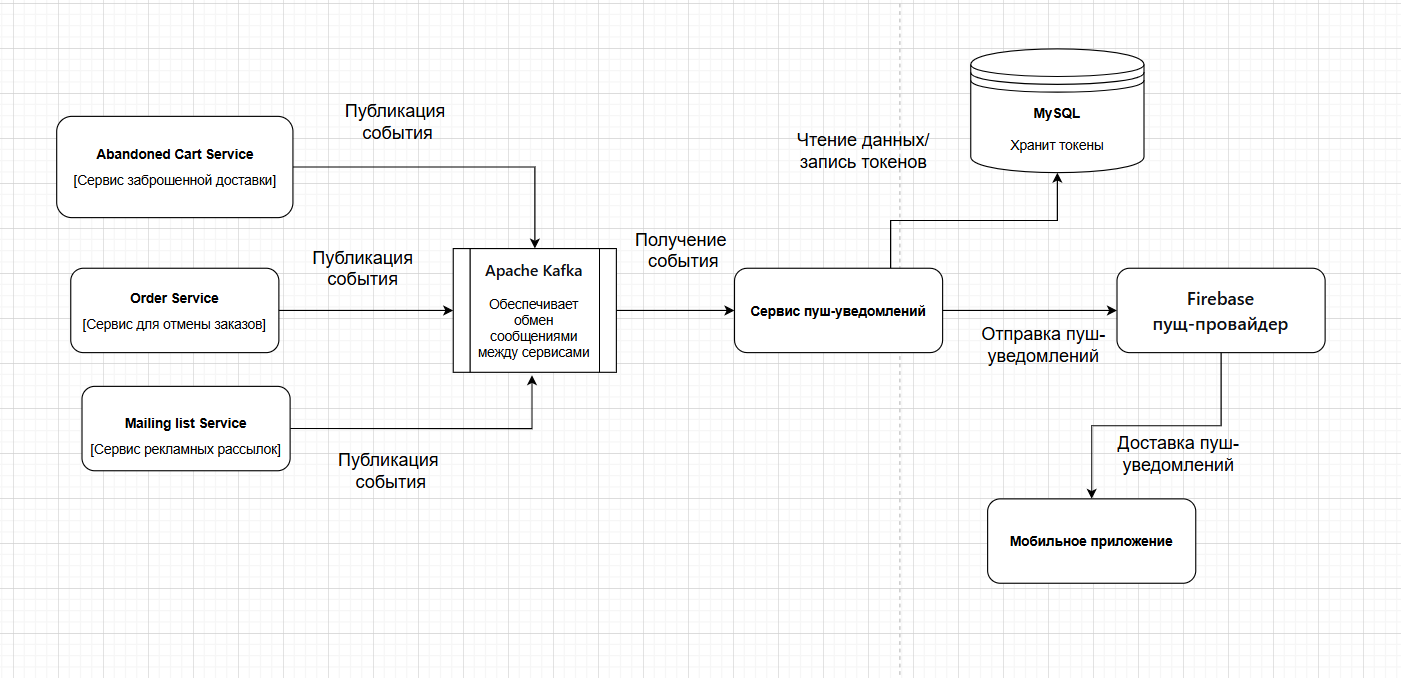 Публикация
события
Abandoned Cart Service
[Сервис заброшенной доставки]
MySQL
Хранит токены
Чтение данных/
запись токенов
Публикация
события
Order Service
[Сервис для отмены заказов]
Apache Kafka
Обеспечивает
обмен
сообщениями
между сервисами
Получение
события
Сервис пуш-уведомлений
Отправка пуш-
уведомлений
Firebase
пущ-провайдер
Mailing list Service
[Сервис рекламных рассылок]
Публикация
события
Доставка пуш-
уведомлений
Мобильное приложение